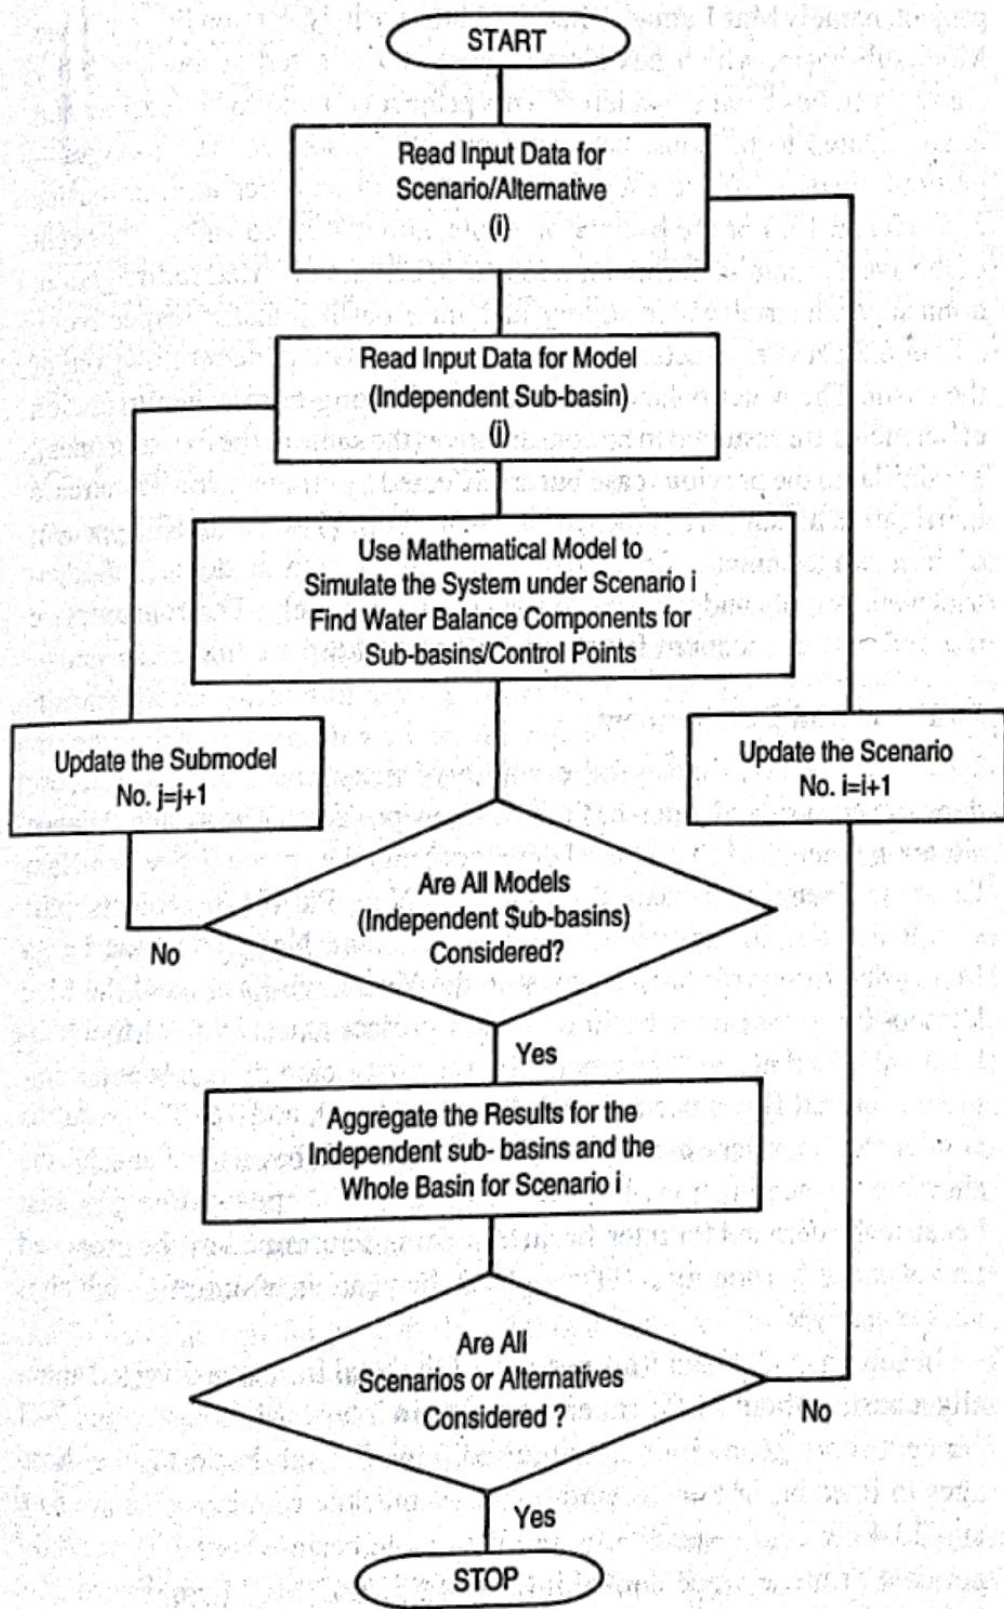 START
Read Input Data for
Scenario/Alternative
(i)
Read Input Data for Model
(Independent Sub-basin)
(j)
Use Mathematical Model to
Simulate the System under Scenario i
Find Water Balance Components for
Sub-basins/Control Points
Update the Submodel
No. j=j+1
Update the Scenario
No. i=i+1
Are All Models
(Independent Sub-basins)
Considered?
No
Yes
Aggregate the Results for the
Independent sub- basins and the
Whole Basin for Scenario i
Are All
Scenarios or Alternatives
Considered ?
No
Yes
STOP